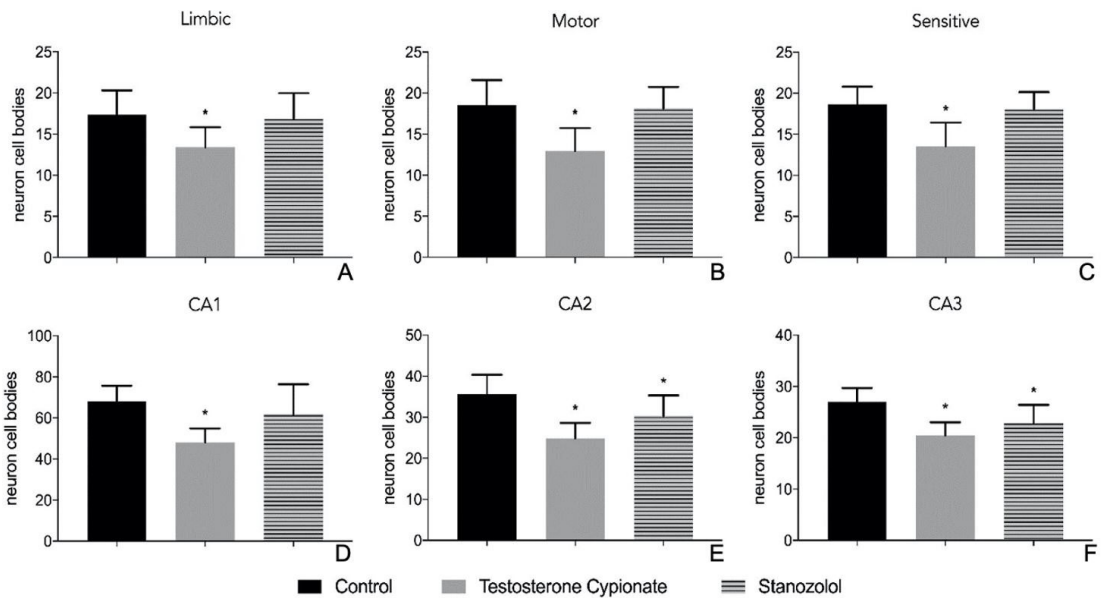 Limbic
25
20
15
10
5
0
neuron cell bodies
*
A
Motor
25
20
15
10
5
0
neuron cell bodies
*
B
Sensitive
25
20
15
10
5
0
neuron cell bodies
*
C
CA1
100
80
60
40
20
0
neuron cell bodies
*
D
CA2
50
40
30
20
10
0
neuron cell bodies
*
*
E
CA3
40
30
20
10
0
neuron cell bodies
*
*
F
Control
Testosterone Cypionate
Stanozolol